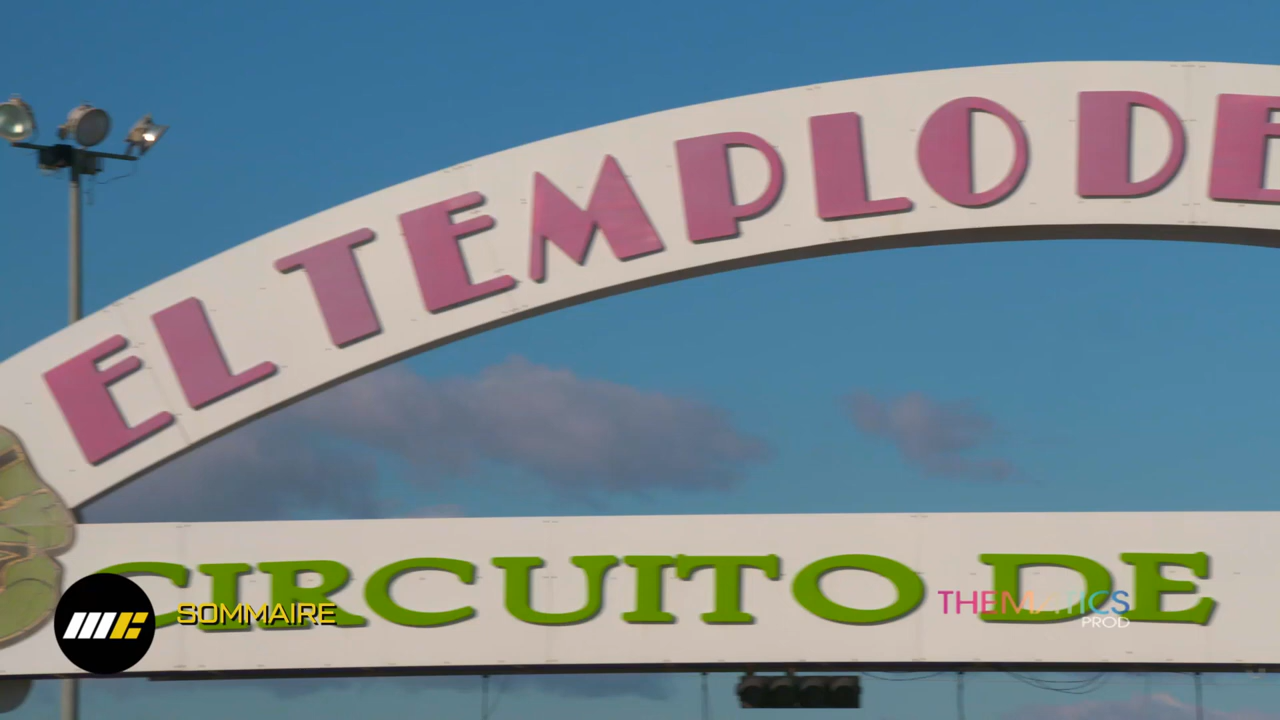 EL TEMPLO DE
CIRCUITO DE
SOMMAIRE
THEMATICS
PROD